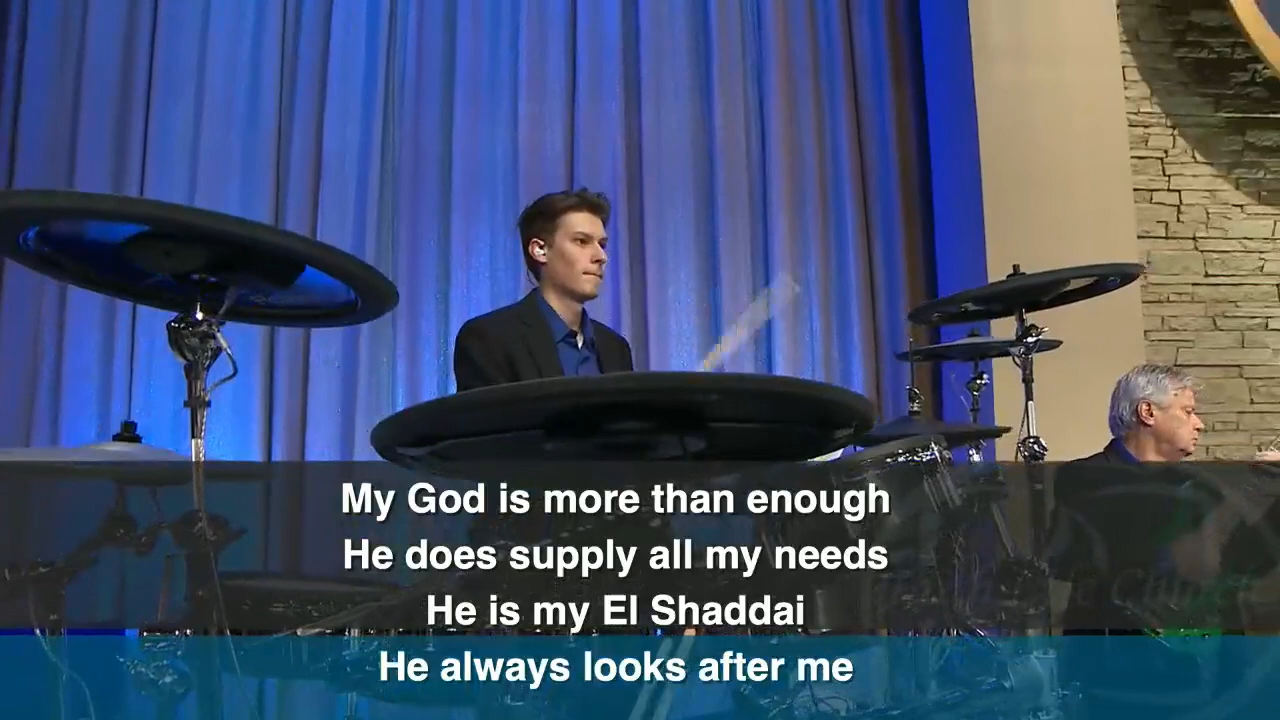 My God is more than enough
He does supply all my needs
He is my El Shaddai
He always looks after me